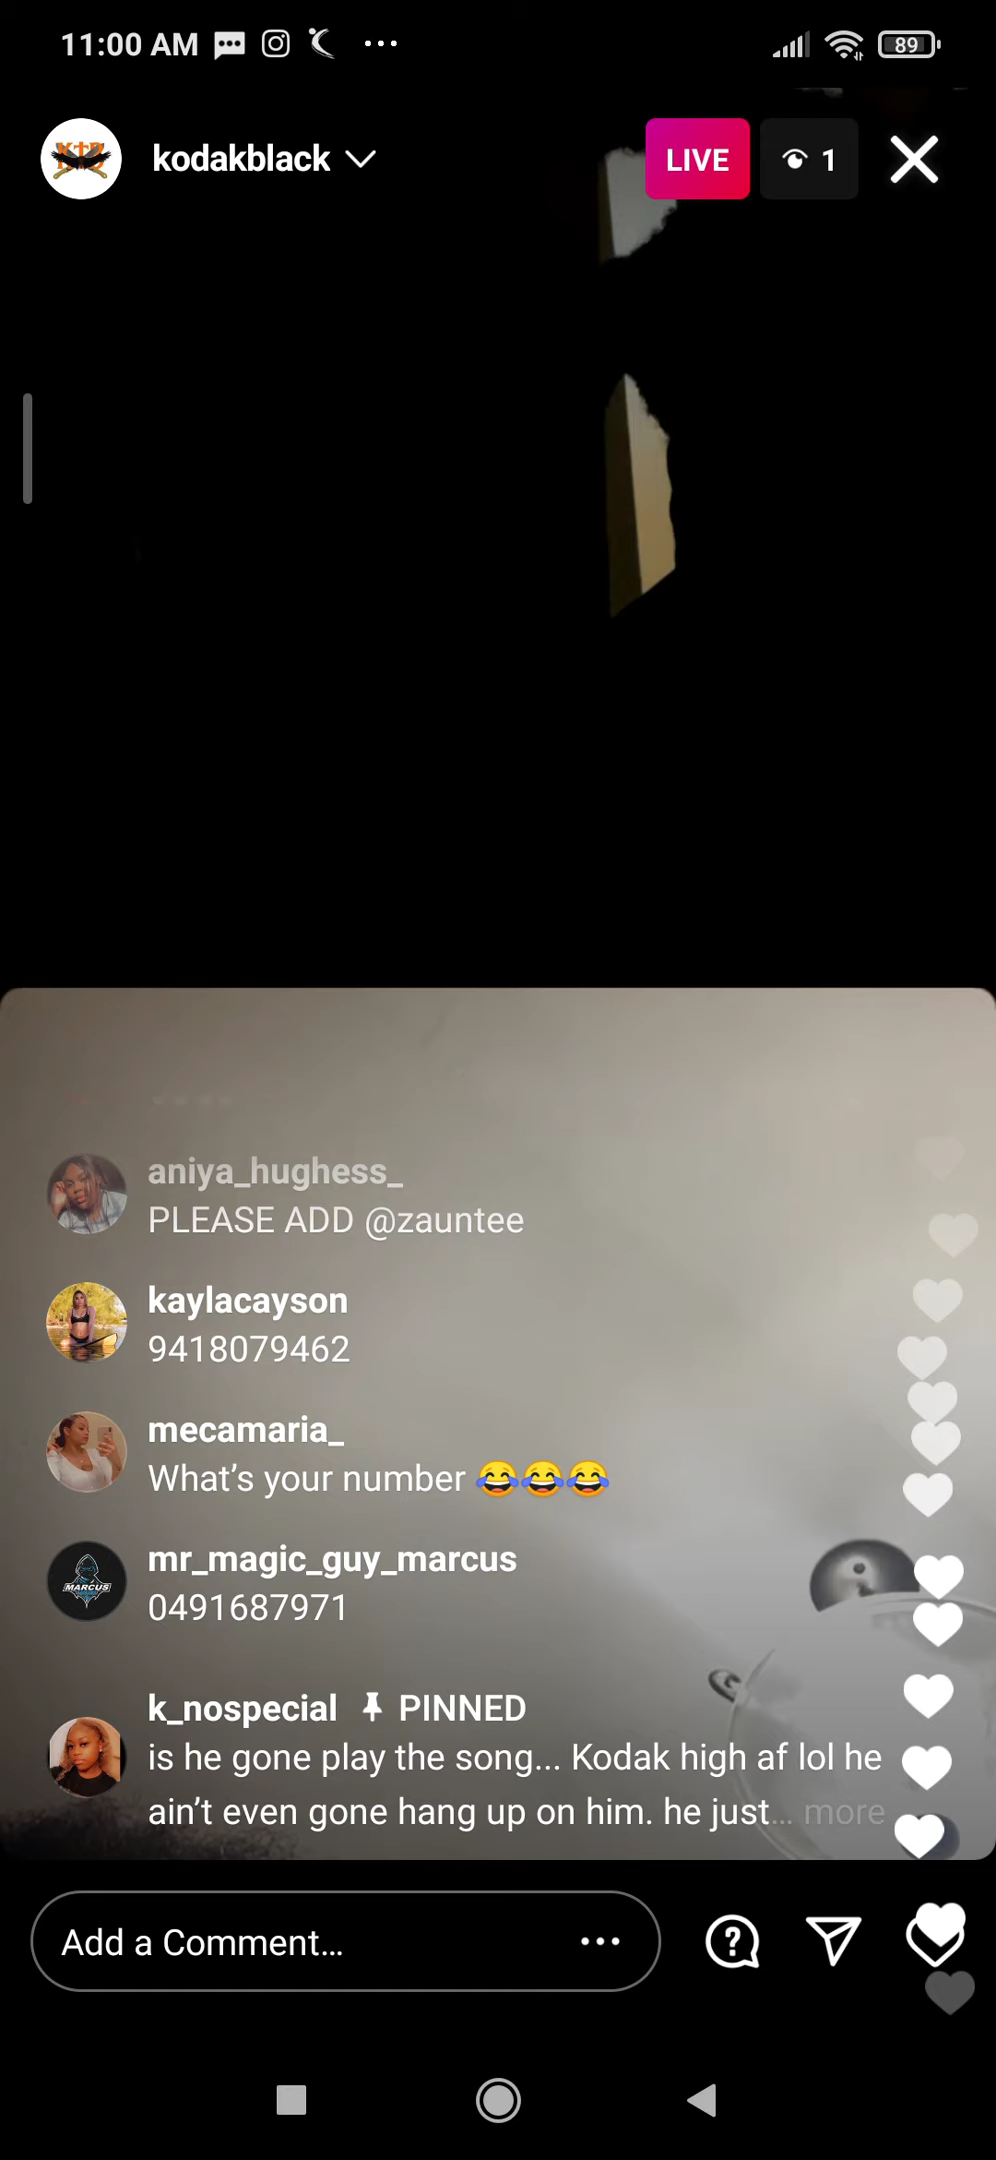 11:00 AM
89
kodakblack
LIVE
1
aniya_hughess_
PLEASE ADD @zauntee
kaylacayson
9418079462
mecamaria_
What's your number 😂😂😂
mr_magic_guy_marcus
MARCUS
0491687971
k_nospecial PINNED
is he gone play the song... Kodak high af lol he
ain't even gone hang up on him. he just... more
Add a Comment...